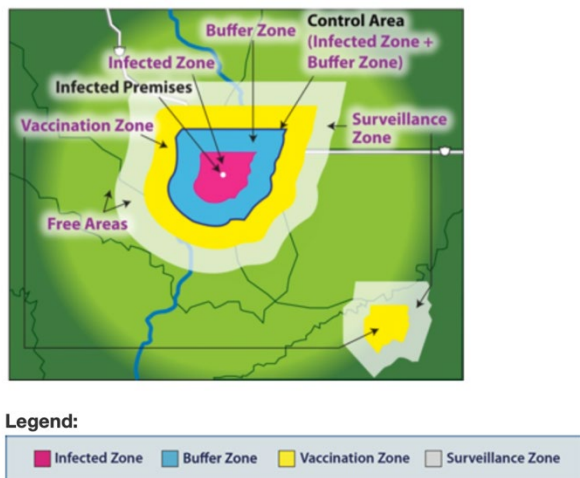 Buffer Zone
Control Area
(Infected Zone +
Buffer Zone)
Infected Zone
Infected Premises
Vaccination Zone
Surveillance
Zone
Free Areas
Legend:
Infected Zone
Buffer Zone
Vaccination Zone
Surveillance Zone